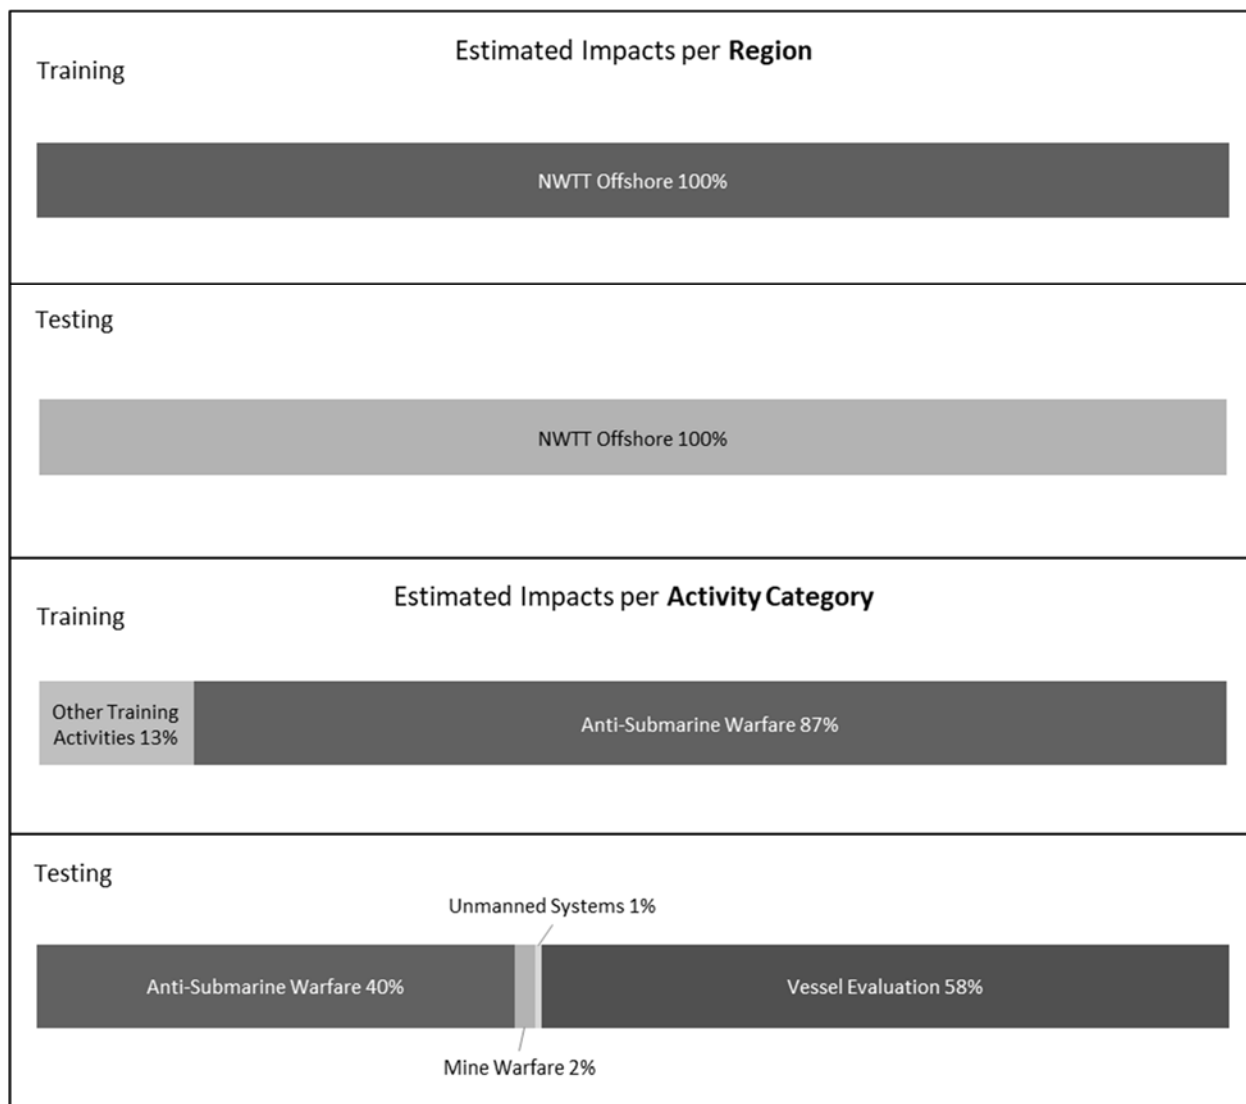 Estimated Impacts per Region
Training
NWTT Offshore 100%
Testing
NWTT Offshore 100%
Estimated Impacts per Activity Category
Training
Other Training
Activities 13%
Anti-Submarine Warfare 87%
Testing
Unmanned Systems 1%
Anti-Submarine Warfare 40%
Vessel Evaluation 58%
Mine Warfare 2%